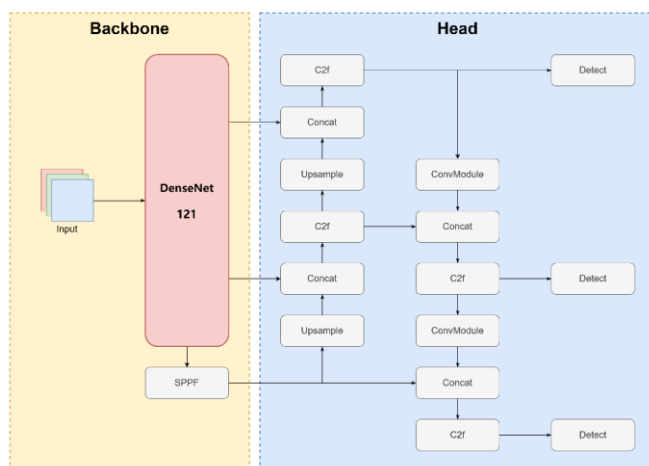 Backbone
Head
C2f
Detect
Concat
DenseNet
121
Upsample
ConvModule
Input
C2f
Concat
Concat
C2f
Detect
Upsample
ConvModule
SPPF
Concat
C2f
Detect